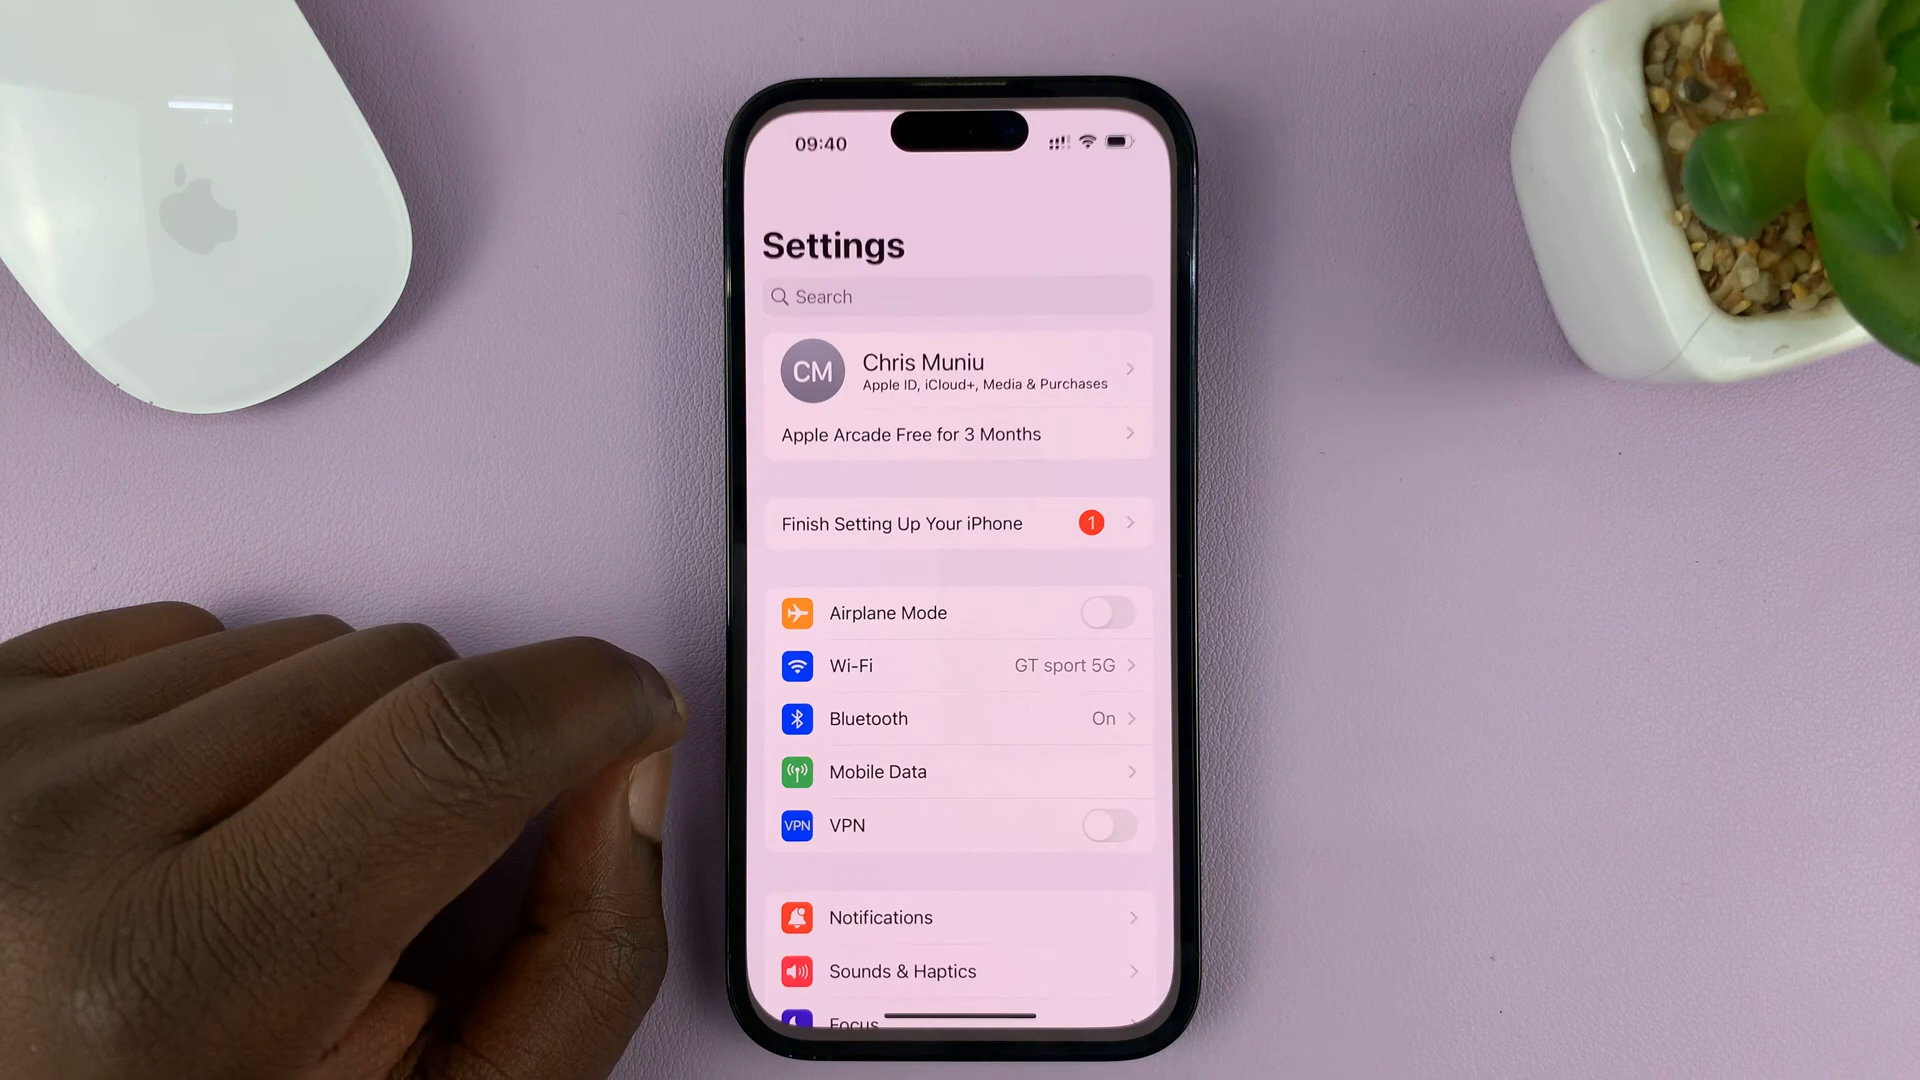 09:40
Settings
Search
CM
Chris Muniu
Apple ID, iCloud+, Media & Purchases
Apple Arcade Free for 3 Months
Finish Setting Up Your iPhone 1
Airplane Mode
Wi-Fi GT sport 5G
Bluetooth On
Mobile Data
VPN VPN
Notifications
Sounds & Haptics
Focus